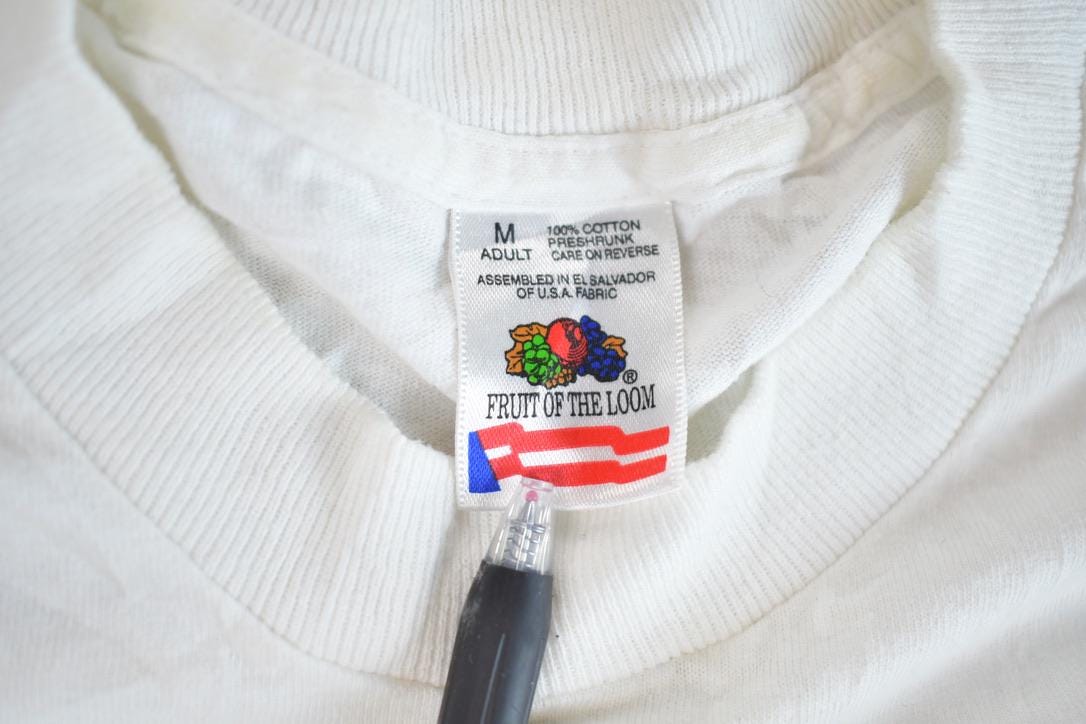 M
ADULT
100% COTTON
PRESHRUNK
CARE ON REVERSE
ASSEMBLED IN EL SALVADOR
OF U.S.A. FABRIC
®
FRUIT OF THE LOOM